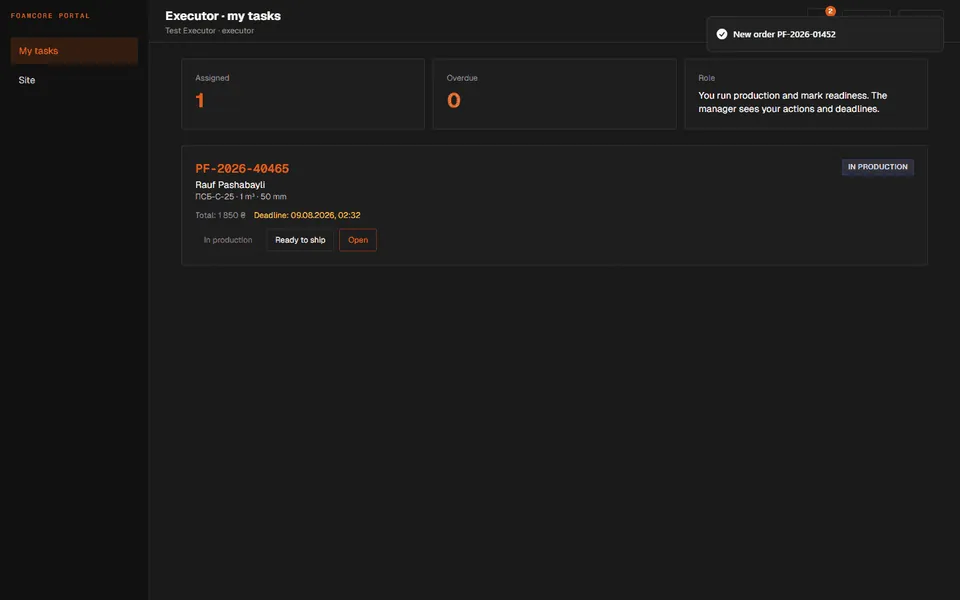 FOAMCORE PORTAL
My tasks
Site
Executor · my tasks
Test Executor · executor
2
New order PF-2026-01452
Assigned
1
Overdue
0
Role
You run production and mark readiness. The
manager sees your actions and deadlines.
PF-2026-40465
IN PRODUCTION
Rauf Pashabayli
ПСБ-С-25 · 1 m³ · 50 mm
Total: 1 850 ₴ Deadline: 09.08.2026, 02:32
In production Ready to ship Open